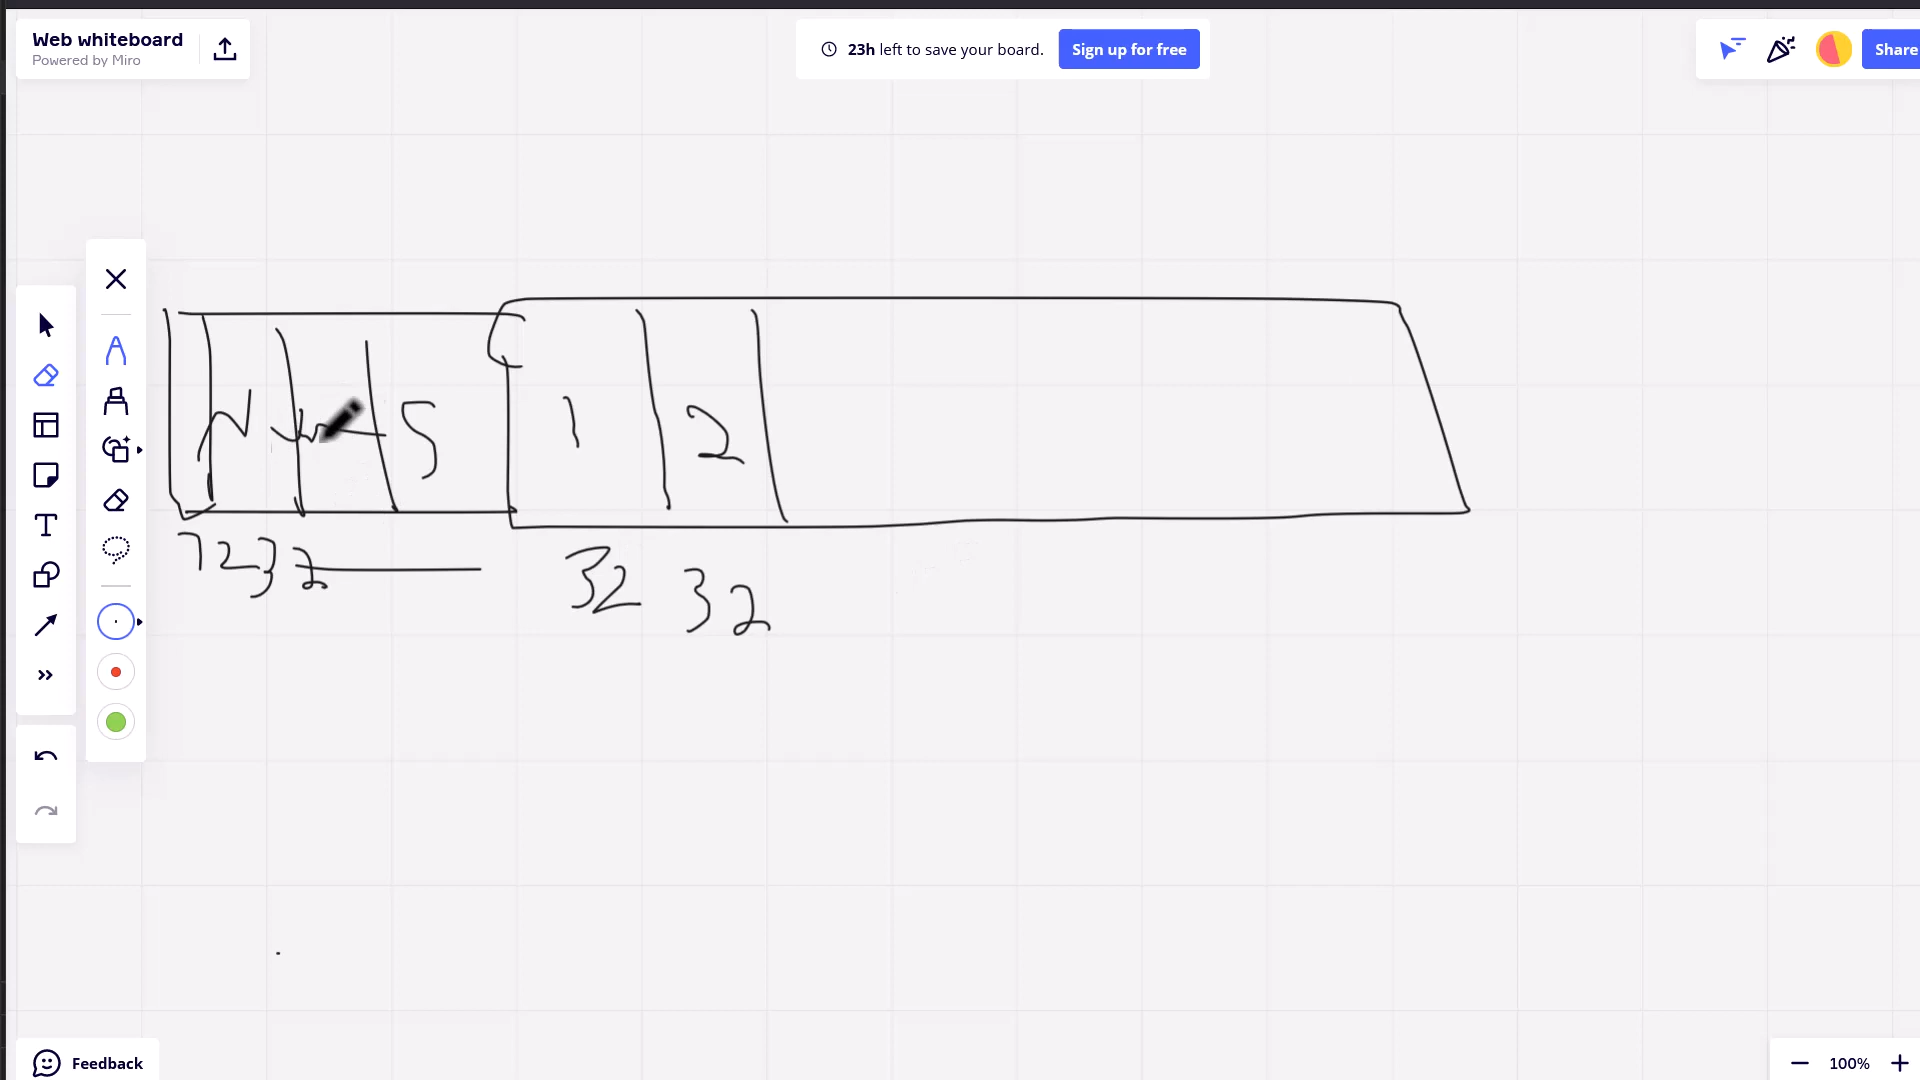 Web whiteboard
Powered by Miro
23h left to save your board.
Sign up for free
Share
N 5 1 2
7232 32 32
Feedback
100%